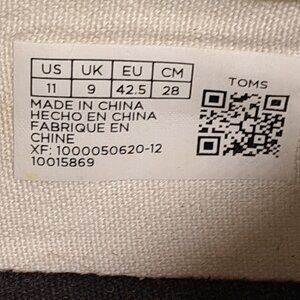 US UK EU CM
11 9 42.5 28
TOMS
MADE IN CHINA
HECHO EN CHINA
FABRIQUE EN
CHINE
XF: 1000050620-12
10015869